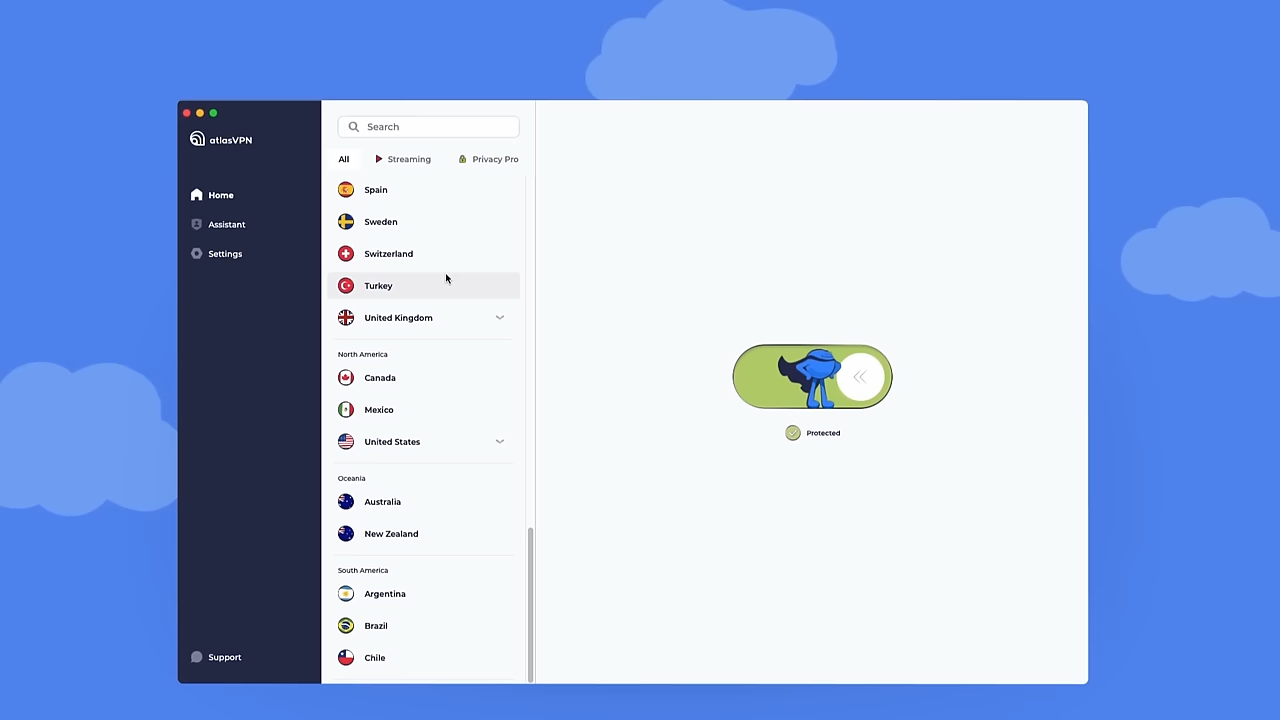 atlasVPN
Home
Assistant
Settings
Support
Search
All
Streaming
Privacy Pro
Spain
Sweden
Switzerland
Turkey
United Kingdom
North America
Canada
Mexico
United States
Oceania
Australia
New Zealand
South America
Argentina
Brazil
Chile
Protected